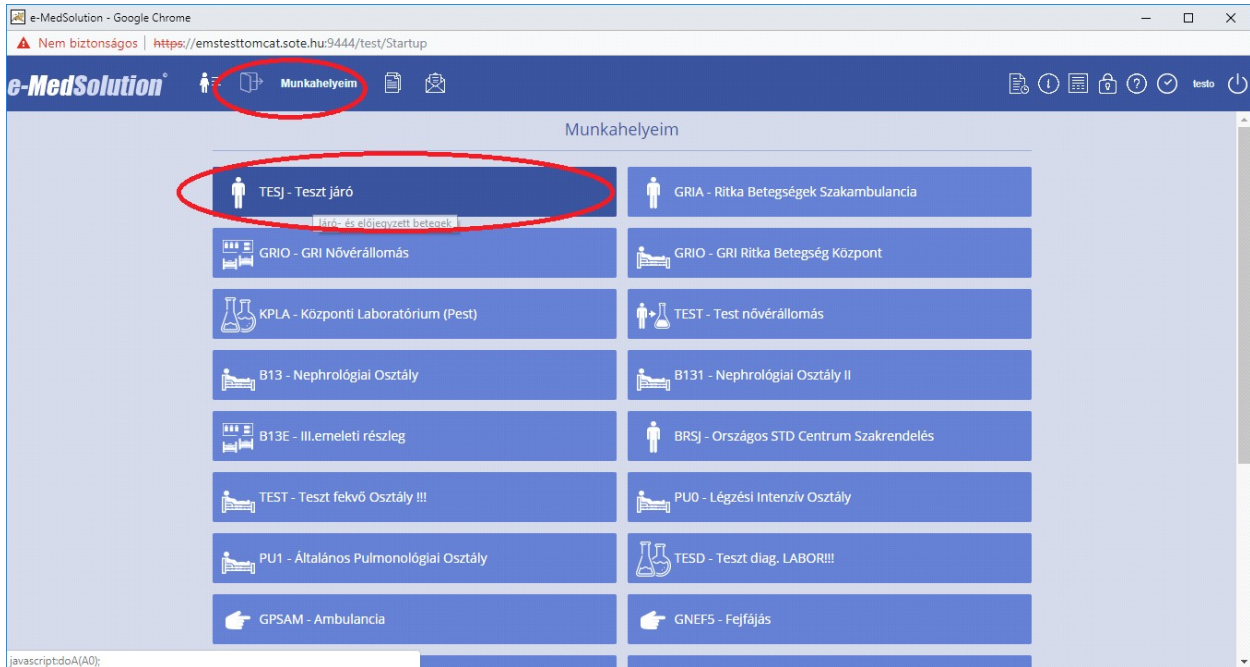 e-MedSolution - Google Chrome
Nem biztonságos | https://emstesttomcat.sote.hu:9444/test/Startup
e-MedSolution
Munkahelyeim
testo
Munkahelyeim
TESJ - Teszt járó
GRIA - Ritka Betegségek Szakambulancia
Járó- és előjegyzett betegek
GRIO - GRI Nővérállomás
GRIO - GRI Ritka Betegség Központ
KPLA - Központi Laboratórium (Pest)
TEST - Test nővérállomás
B13 - Nephrológiai Osztály
B131 - Nephrológiai Osztály II
B13E - III.emeleti részleg
BRSJ - Országos STD Centrum Szakrendelés
TEST - Teszt fekvő Osztály !!!
PU0 - Légzési Intenzív Osztály
PU1 - Általános Pulmonológiai Osztály
TESD - Teszt diag. LABOR!!!
GPSAM - Ambulancia
GNEF5 - Fejfájás
javascript:doA(A0);